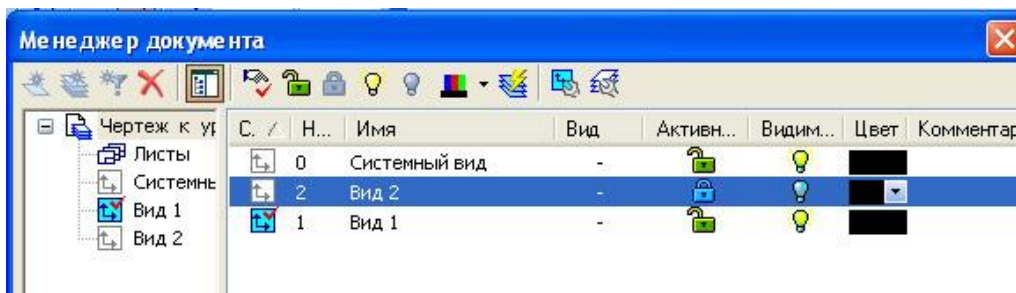 Менеджер документа
Чертеж к ур
Листы
Системнь
Вид 1
Вид 2
С. Н... Имя Вид Активн... Видим... Цвет Комментар
0 Системный вид -
2 Вид 2 -
1 Вид 1 -